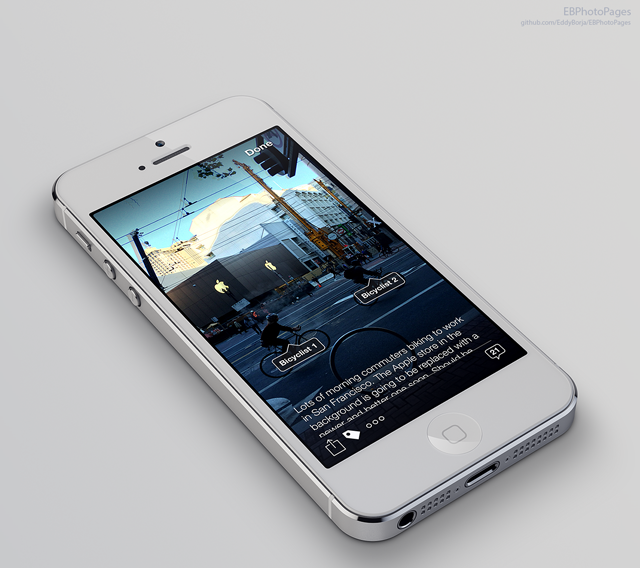 EBPhotoPages
github.com/EddyBorja/EBPhotoPages
Done
Bicyclist 2
Bicyclist 1
Lots of morning commuters biking to work
in San Francisco. The Apple store in the
background is going to be replaced with a
newer and better one soon. Should be
21